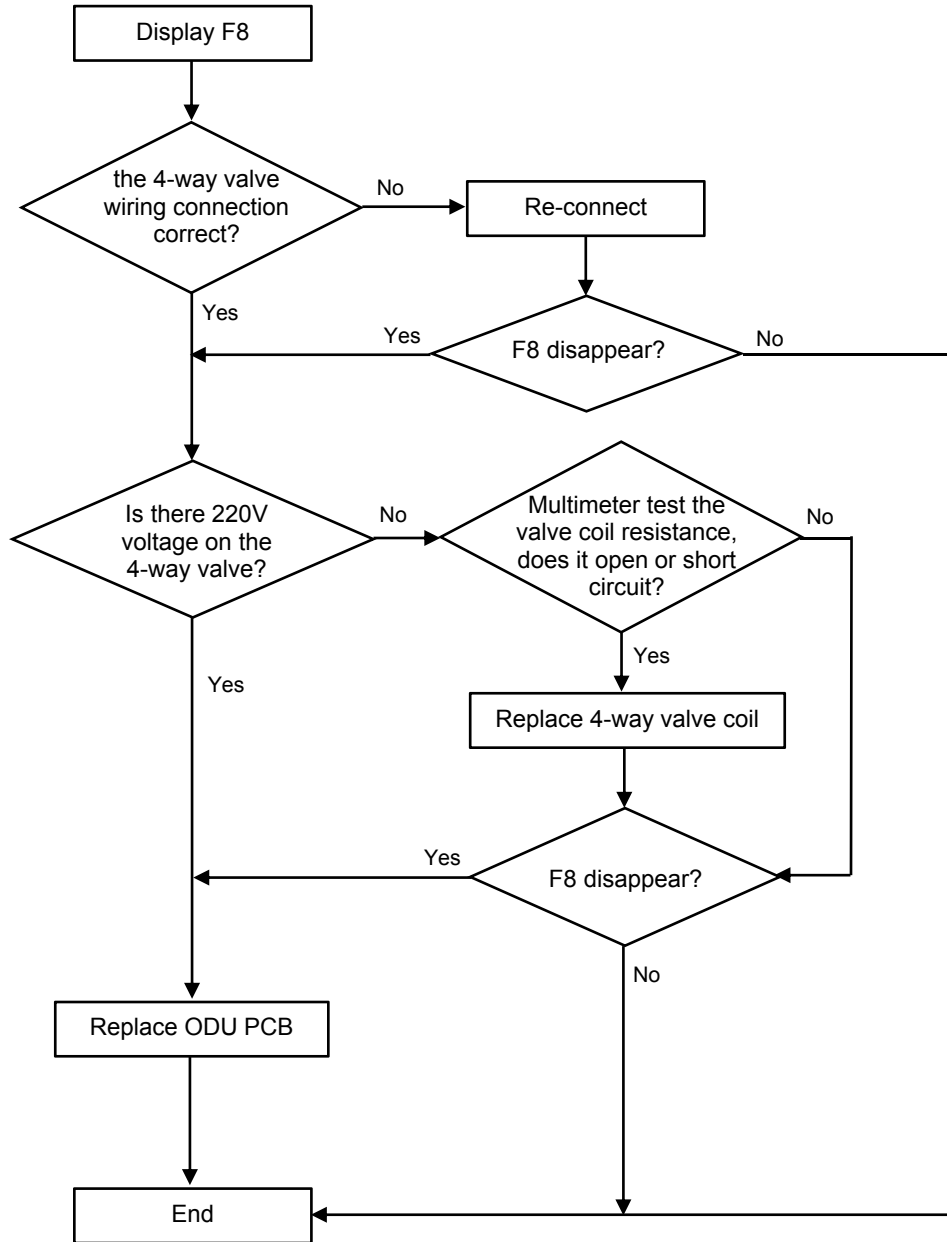 Display F8
the 4-way valve
wiring connection
correct?
No
Re-connect
Yes
Yes
F8 disappear?
No
Is there 220V
voltage on the
4-way valve?
No
Multimeter test the
valve coil resistance,
does it open or short
circuit?
No
Yes
Yes
Replace 4-way valve coil
Yes
F8 disappear?
No
Replace ODU PCB
End